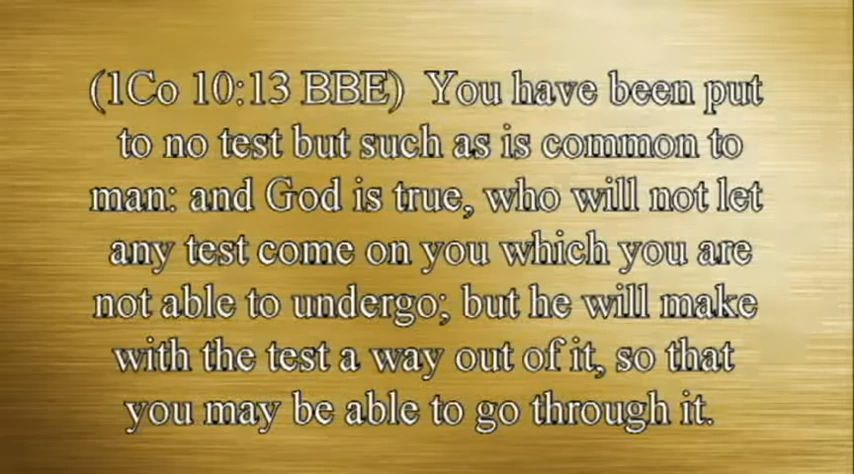 (1Co 10:13 BBE)  You have been put
to no test but such as is common to
man: and God is true, who will not let
any test come on you which you are
not able to undergo; but he will make
with the test a way out of it, so that
you may be able to go through it.